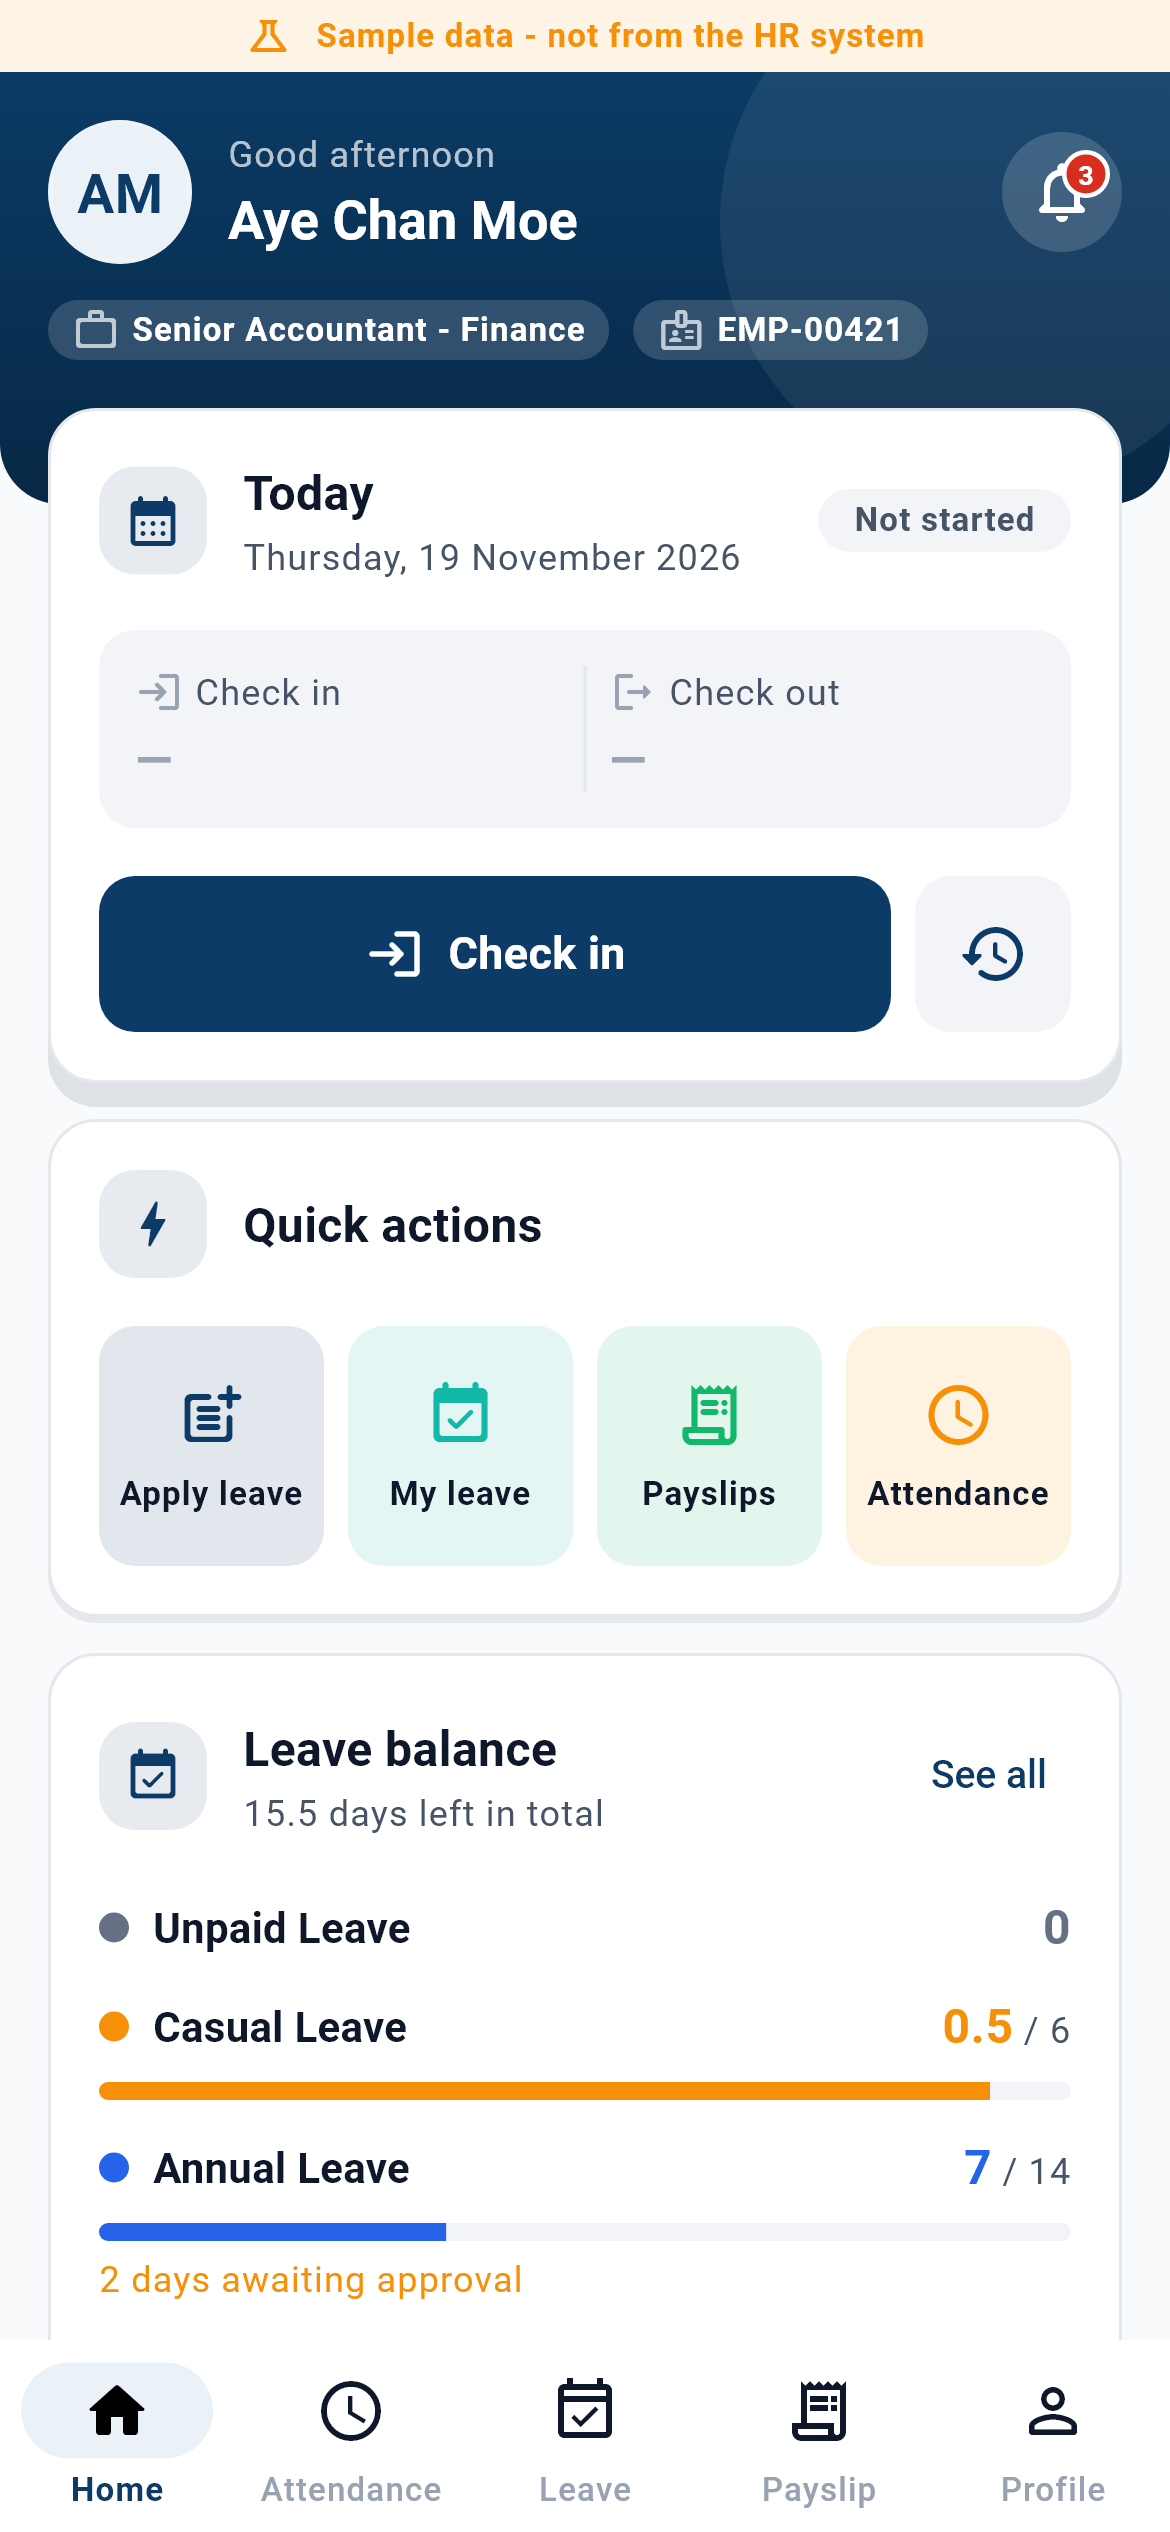 Sample data - not from the HR system
AM
Good afternoon
Aye Chan Moe
3
Senior Accountant - Finance
EMP-00421
Today
Thursday, 19 November 2026
Not started
Check in
Check out
–
–
Check in
Quick actions
Apply leave
My leave
Payslips
Attendance
Leave balance
15.5 days left in total
See all
Unpaid Leave
0
Casual Leave
0.5 / 6
Annual Leave
7 / 14
2 days awaiting approval
Home
Attendance
Leave
Payslip
Profile